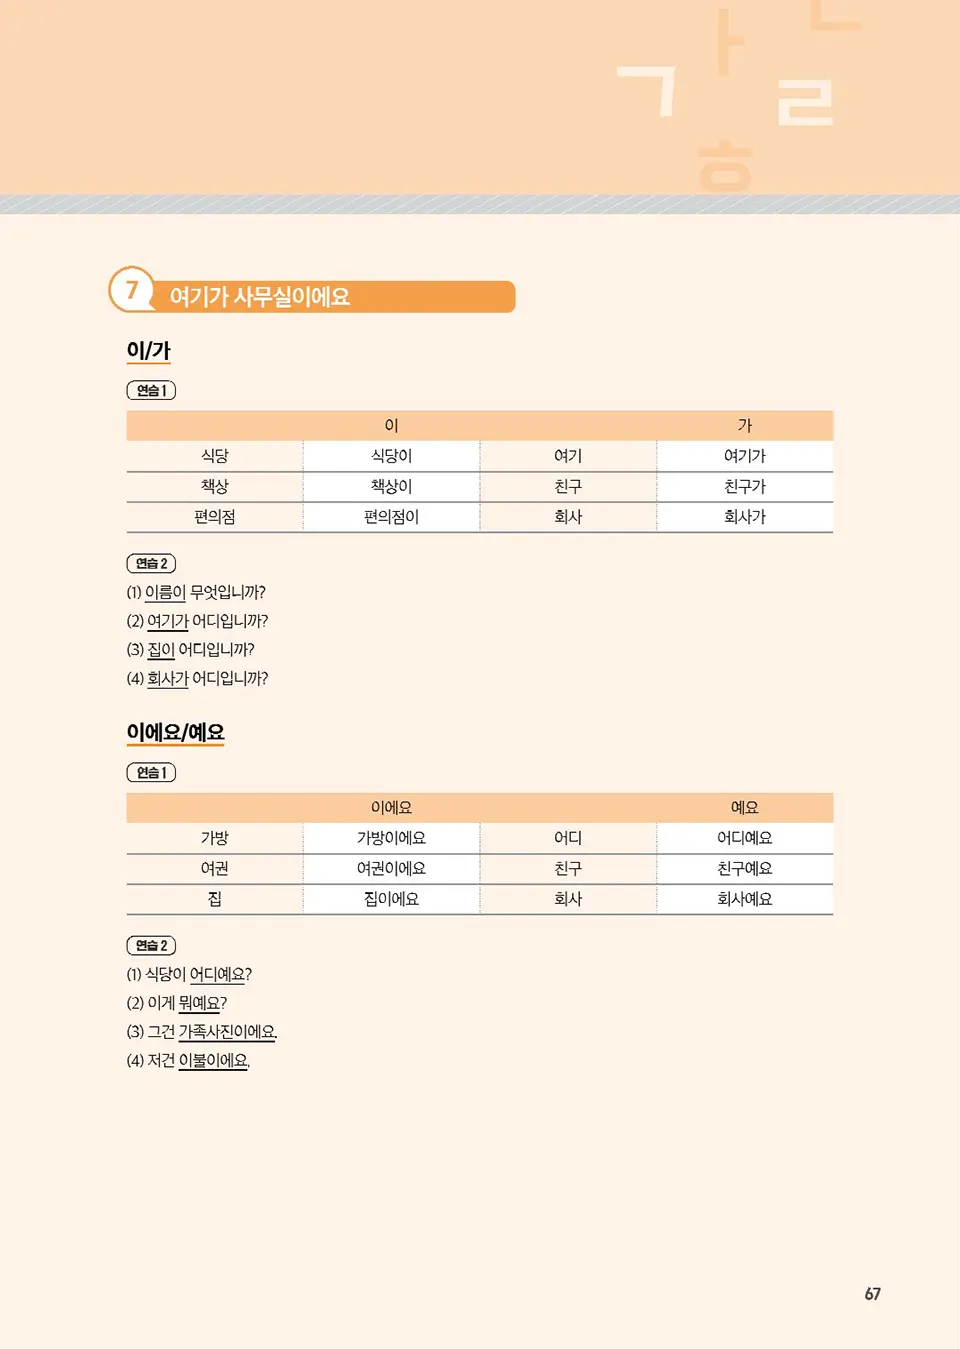 ㄱ ㅏ ㄴ ㄹ ㅎ
7 여기가 사무실이에요
이/가
연습 1
이 가
식당 식당이 여기 여기가
책상 책상이 친구 친구가
편의점 편의점이 회사 회사가
연습 2
(1) 이름이 무엇입니까?
(2) 여기가 어디입니까?
(3) 집이 어디입니까?
(4) 회사가 어디입니까?
이에요/예요
연습 1
이에요 예요
가방 가방이에요 어디 어디예요
여권 여권이에요 친구 친구예요
집 집이에요 회사 회사예요
연습 2
(1) 식당이 어디예요?
(2) 이게 뭐예요?
(3) 그건 가족사진이에요.
(4) 저건 이불이에요.
67